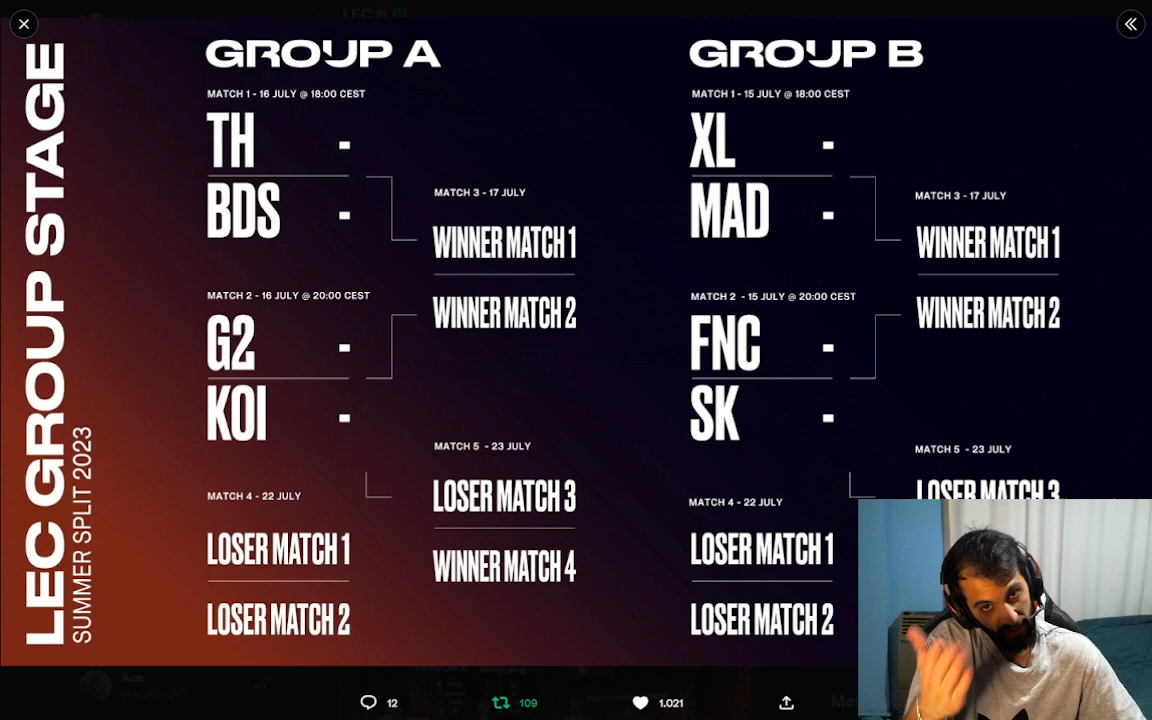 LEC GROUP STAGE
SUMMER SPLIT 2023
GROUP A
MATCH 1 - 16 JULY @ 18:00 CEST
TH -
BDS -
MATCH 2 - 16 JULY @ 20:00 CEST
G2 -
KOI -
MATCH 3 - 17 JULY
WINNER MATCH 1
WINNER MATCH 2
MATCH 4 - 22 JULY
LOSER MATCH 1
LOSER MATCH 2
MATCH 5 - 23 JULY
LOSER MATCH 3
WINNER MATCH 4
GROUP B
MATCH 1 - 15 JULY @ 18:00 CEST
XL -
MAD -
MATCH 2 - 15 JULY @ 20:00 CEST
FNC -
SK -
MATCH 3 - 17 JULY
WINNER MATCH 1
WINNER MATCH 2
MATCH 4 - 22 JULY
LOSER MATCH 1
LOSER MATCH 2
MATCH 5 - 23 JULY
LOSER MATCH 3
Ace
12
109
1.021